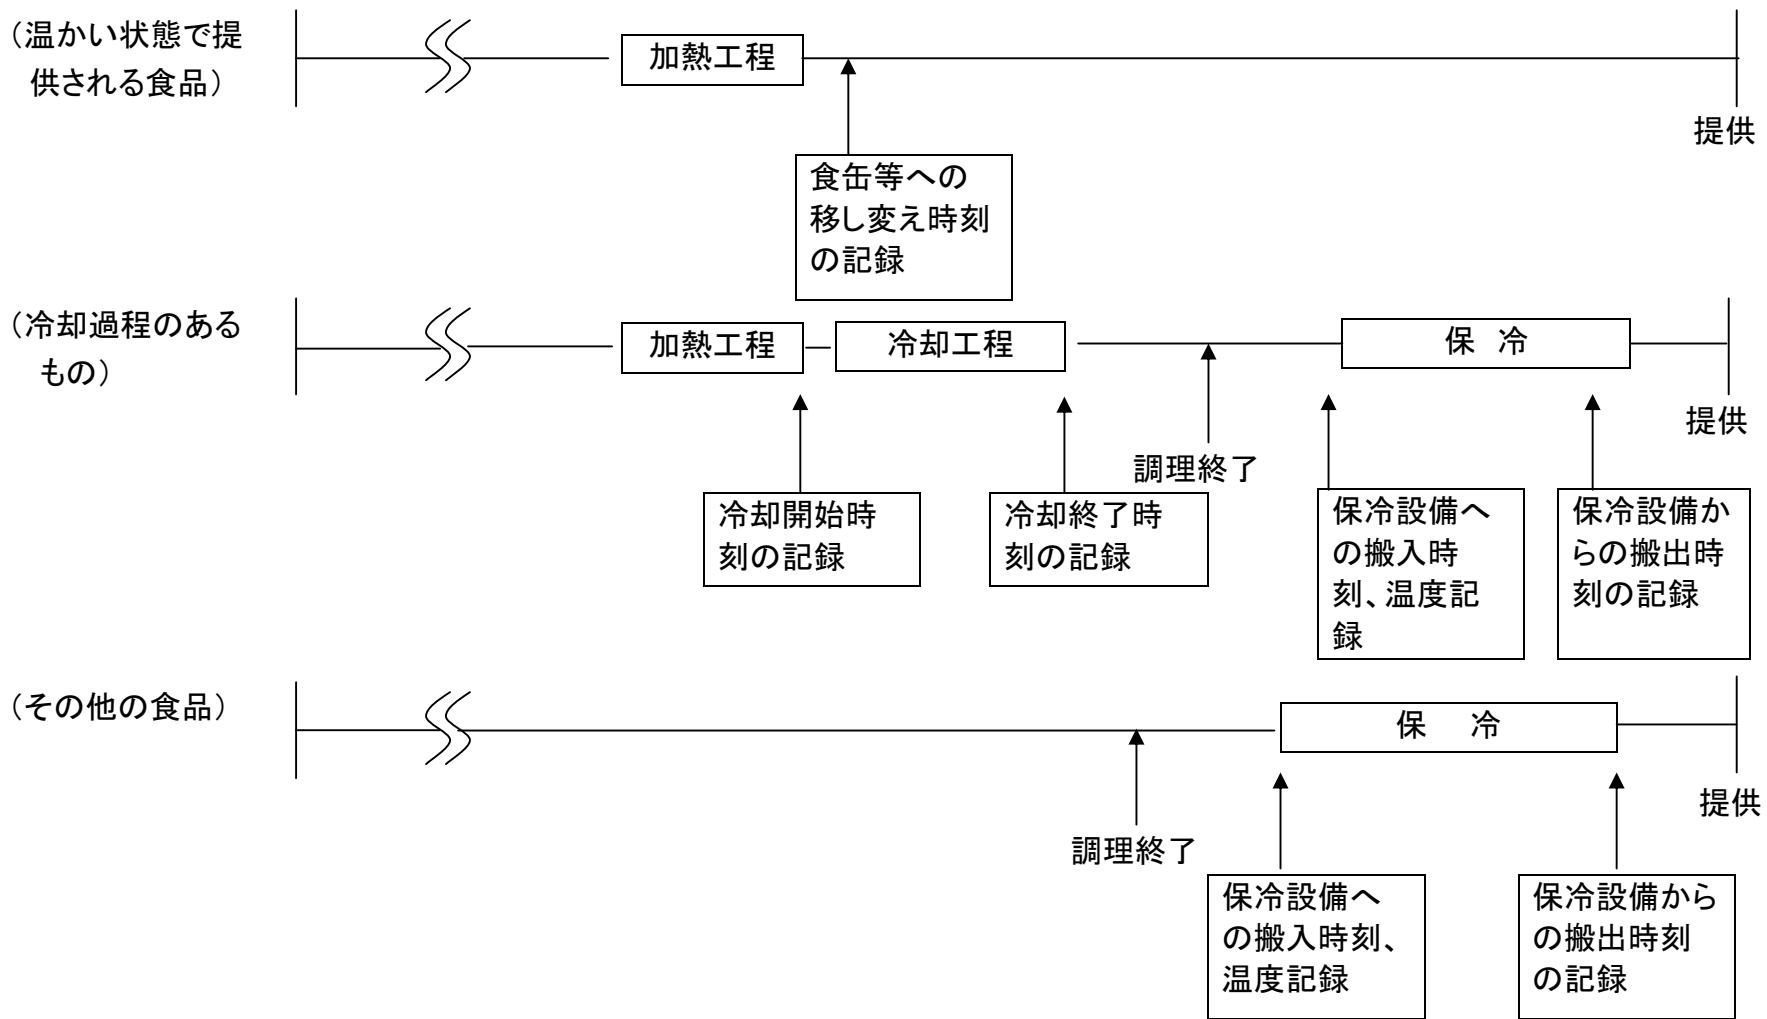 （温かい状態で提
供される食品）
加熱工程
提供
食缶等への
移し変え時刻
の記録
（冷却過程のある
もの）
加熱工程
冷却工程
保 冷
提供
調理終了
冷却開始時
刻の記録
冷却終了時
刻の記録
保冷設備へ
の搬入時
刻、温度記
録
保冷設備か
らの搬出時
刻の記録
（その他の食品）
保 冷
提供
調理終了
保冷設備へ
の搬入時刻、
温度記録
保冷設備から
の搬出時刻
の記録